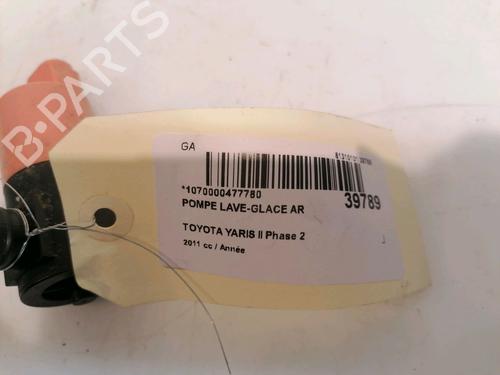 B-PARTS
GA
*1070000477780
POMPE LAVE-GLACE AR
39789
TOYOTA YARIS II Phase 2
2011 cc / Année
J